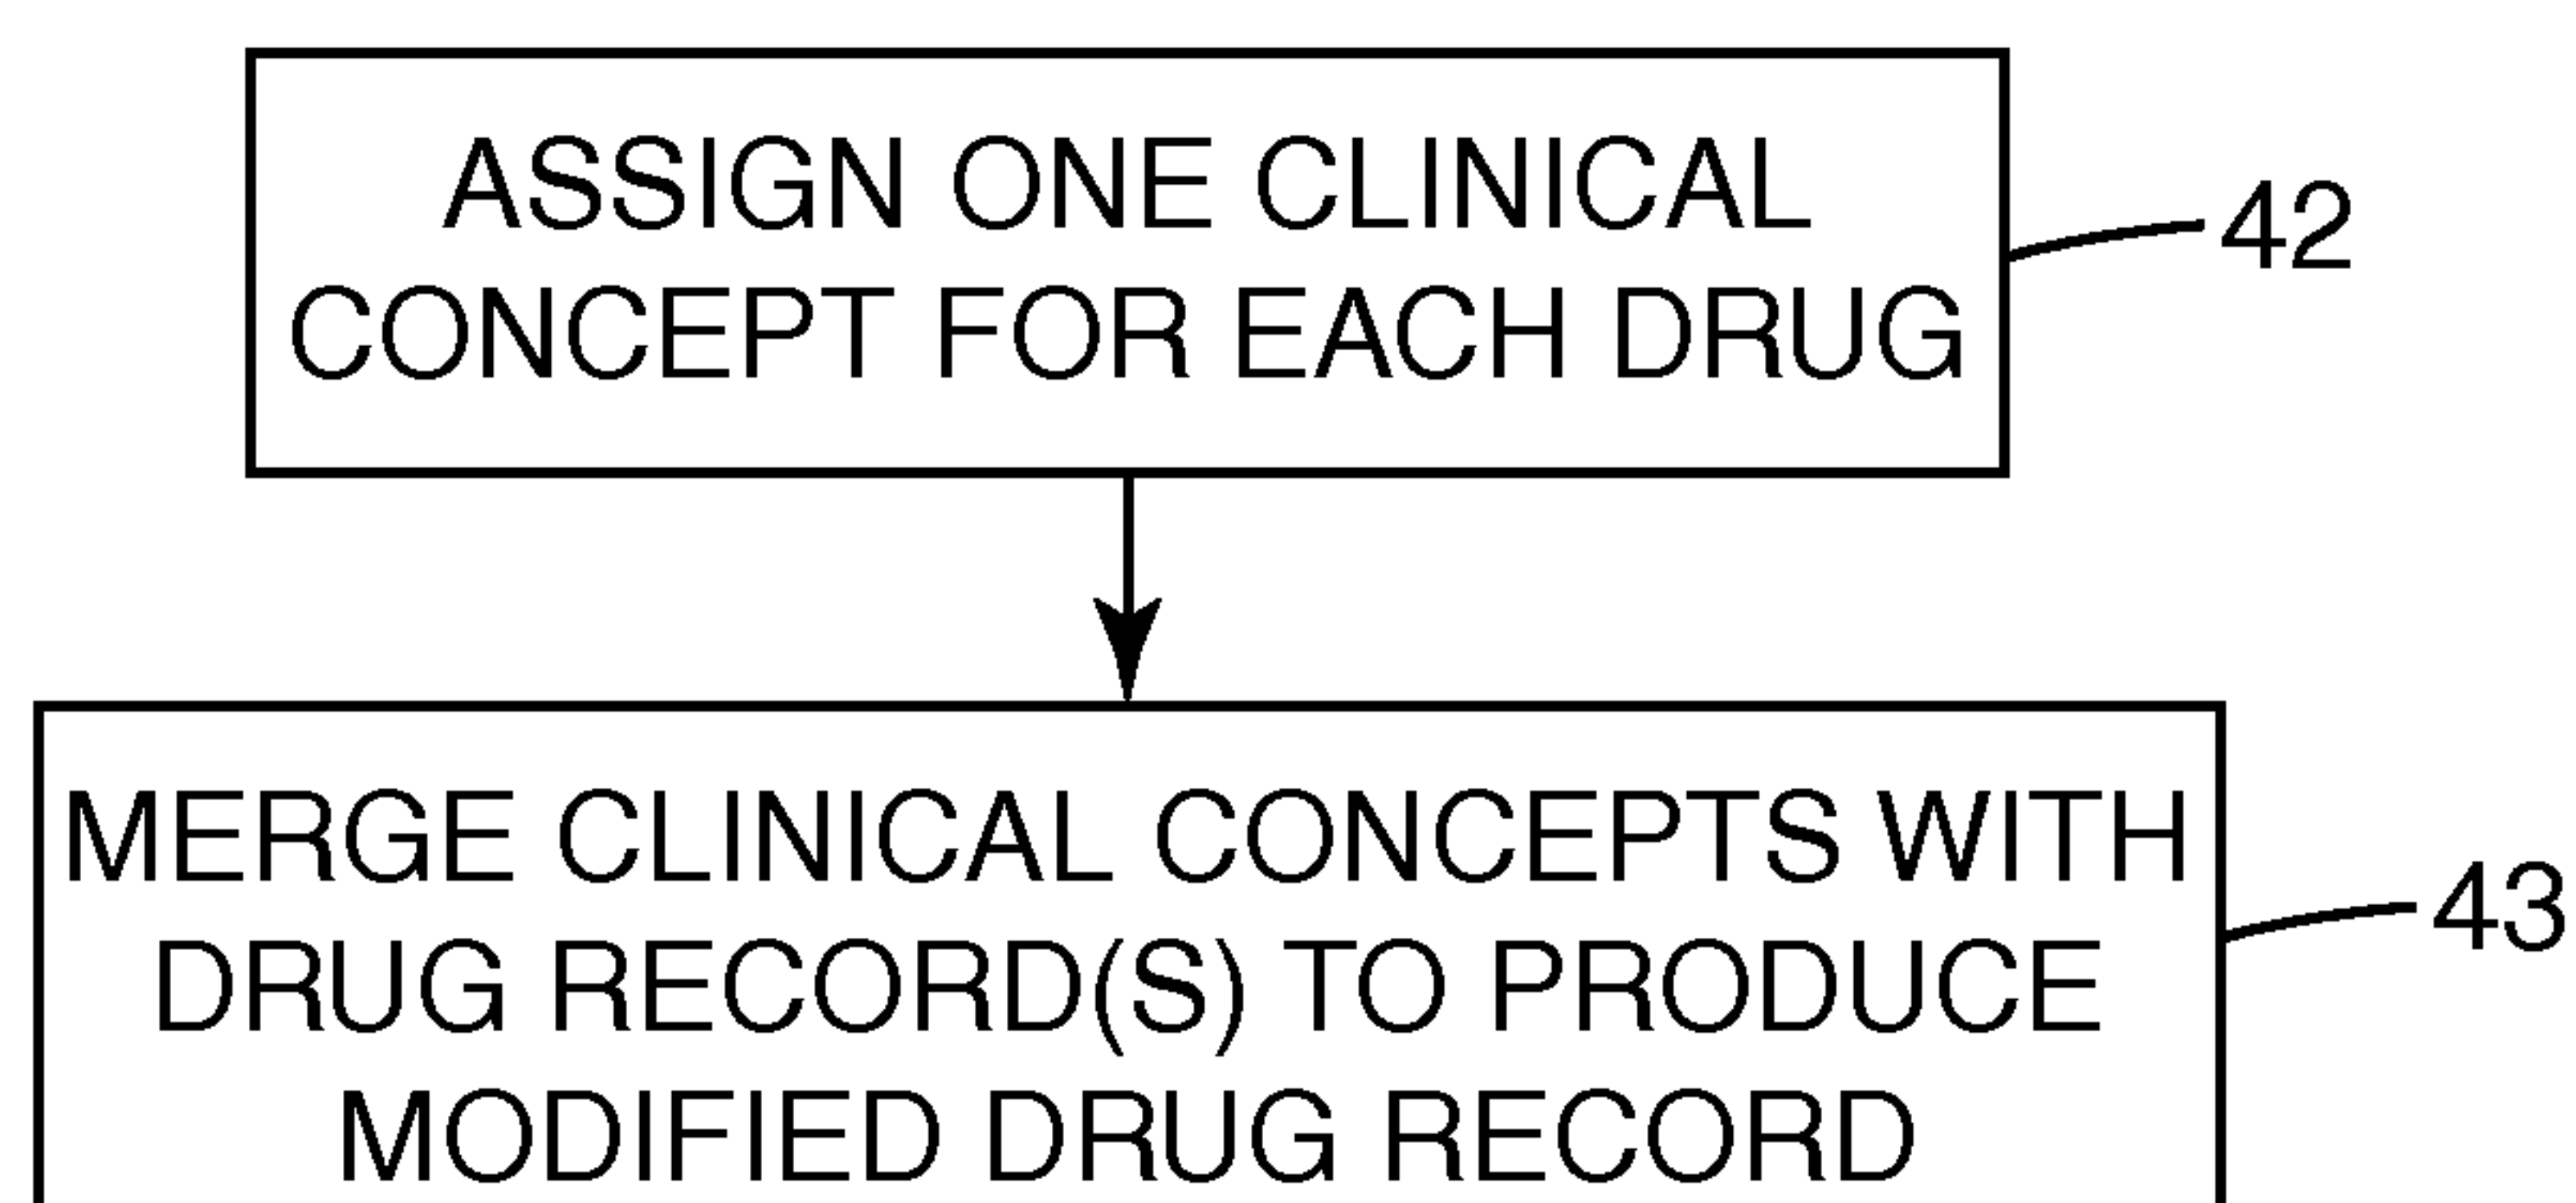 ASSIGN ONE CLINICAL
CONCEPT FOR EACH DRUG
42
MERGE CLINICAL CONCEPTS WITH
DRUG RECORD(S) TO PRODUCE
MODIFIED DRUG RECORD
43